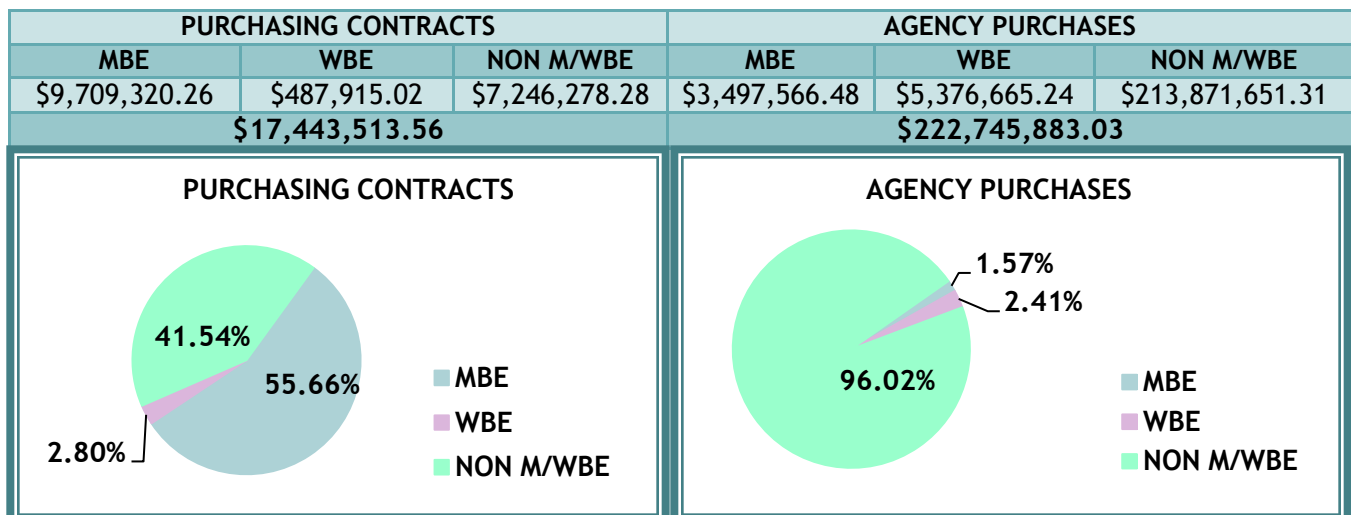 PURCHASING CONTRACTS AGENCY PURCHASES
MBE WBE NON M/WBE MBE WBE NON M/WBE
$9,709,320.26 $487,915.02 $7,246,278.28 $3,497,566.48 $5,376,665.24 $213,871,651.31
$17,443,513.56 $222,745,883.03
PURCHASING CONTRACTS
41.54%
55.66%
2.80%
MBE
WBE
NON M/WBE
AGENCY PURCHASES
1.57%
2.41%
96.02%
MBE
WBE
NON M/WBE